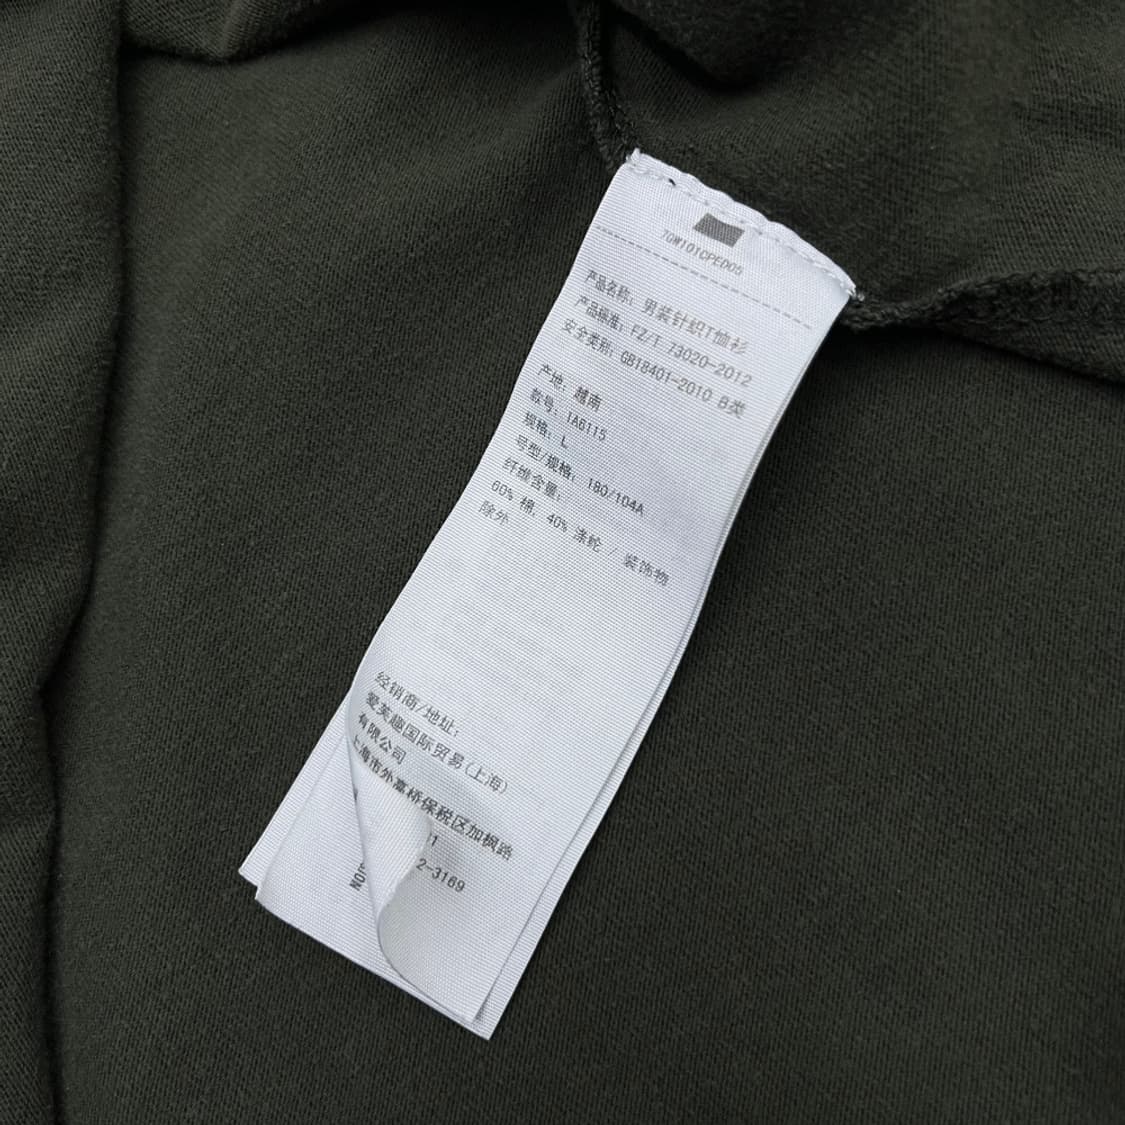 TGW101CPED05
产品名称: 男装针织T恤衫
产品标准: FZ/T 73020-2012
安全类别: GB18401-2010 B类
产地: 越南
款号: 1A6115
规格: L
号型/规格: 180/104A
纤维含量:
60% 棉, 40% 涤纶 / 装饰物
除外
经销商/地址:
爱芙趣国际贸易(上海)
有限公司
上海市外高桥保税区加枫路
2-3169